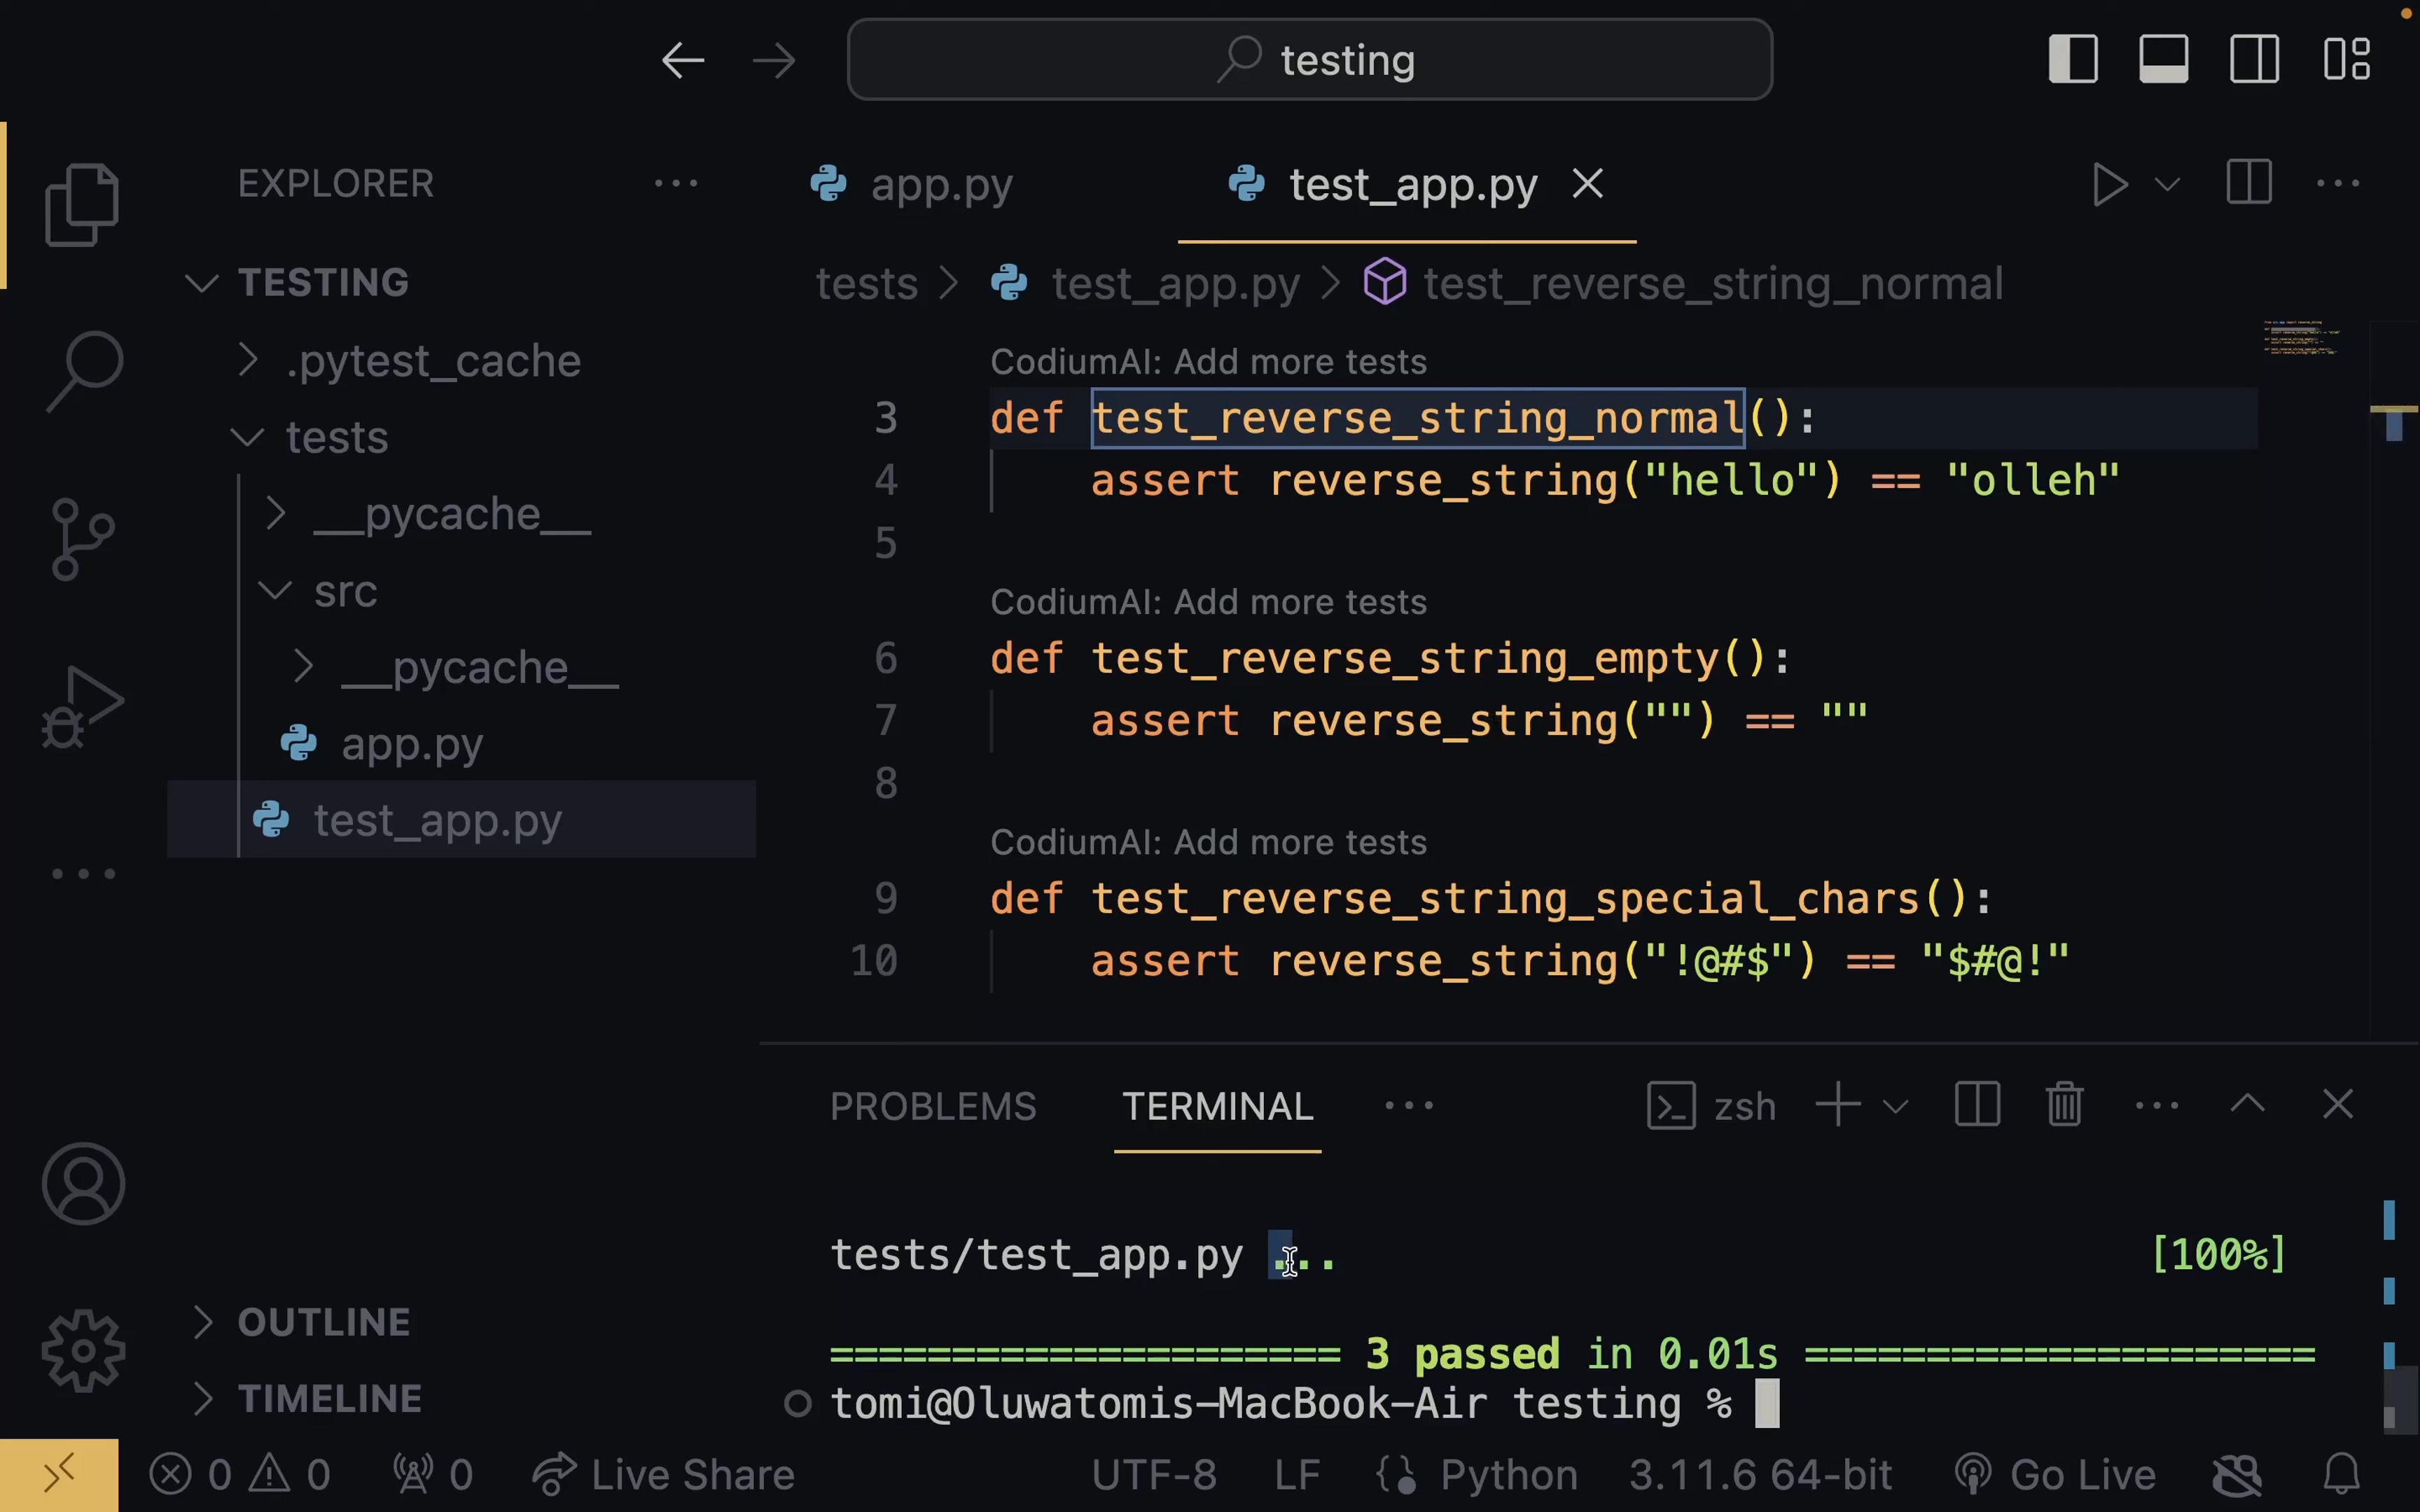 testing
EXPLORER
TESTING
.pytest_cache
tests
__pycache__
src
__pycache__
app.py
test_app.py
OUTLINE
TIMELINE
app.py
test_app.py
tests > test_app.py > test_reverse_string_normal
CodiumAI: Add more tests
3 def test_reverse_string_normal():
4 assert reverse_string("hello") == "olleh"
5
CodiumAI: Add more tests
6 def test_reverse_string_empty():
7 assert reverse_string("") == ""
8
CodiumAI: Add more tests
9 def test_reverse_string_special_chars():
10 assert reverse_string("!@#$") == "$#@!"
PROBLEMS TERMINAL zsh
tests/test_app.py ... [100%]
===================== 3 passed in 0.01s =====================
tomi@Oluwatomis-MacBook-Air testing %
0 0 0 Live Share UTF-8 LF Python 3.11.6 64-bit Go Live